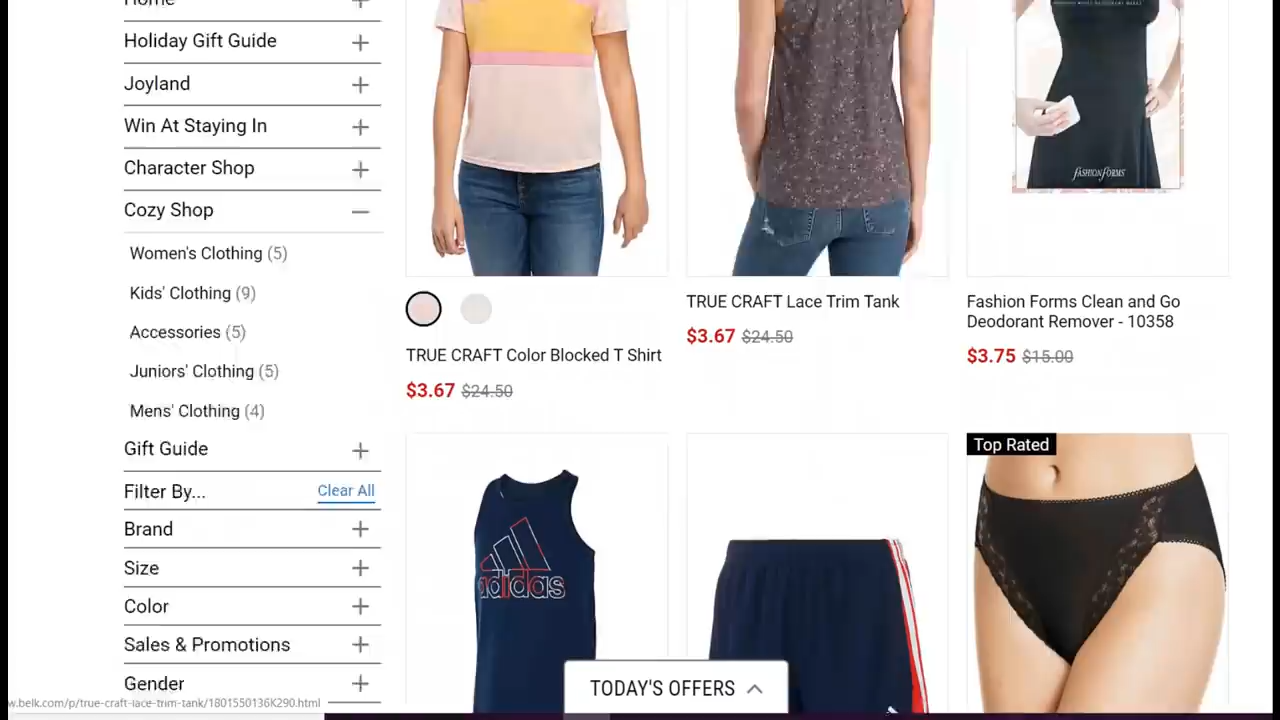 Home
Holiday Gift Guide
Joyland
Win At Staying In
Character Shop
Cozy Shop
Women's Clothing (5)
Kids' Clothing (9)
Accessories (5)
Juniors' Clothing (5)
Mens' Clothing (4)
Gift Guide
Filter By... Clear All
Brand
Size
Color
Sales & Promotions
Gender
w.belk.com/p/true-craft-lace-trim-tank/1801550136K290.html
TRUE CRAFT Color Blocked T Shirt
$3.67 $24.50
TRUE CRAFT Lace Trim Tank
$3.67 $24.50
FASHION FORMS
Fashion Forms Clean and Go
Deodorant Remover - 10358
$3.75 $15.00
adidas
Top Rated
TODAY'S OFFERS